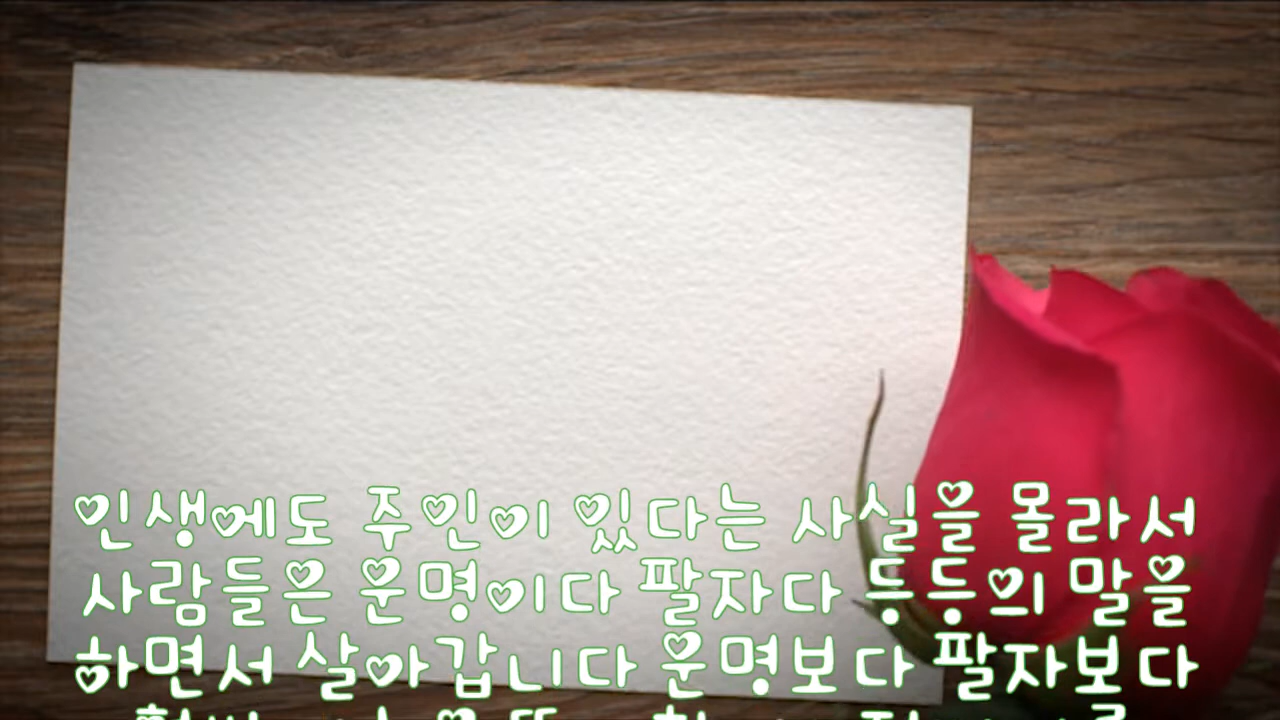 인생에도 주인이 있다는 사실을 몰라서
사람들은 운명이다 팔자다 등등의 말을
하면서 살아갑니다 운명보다 팔자보다